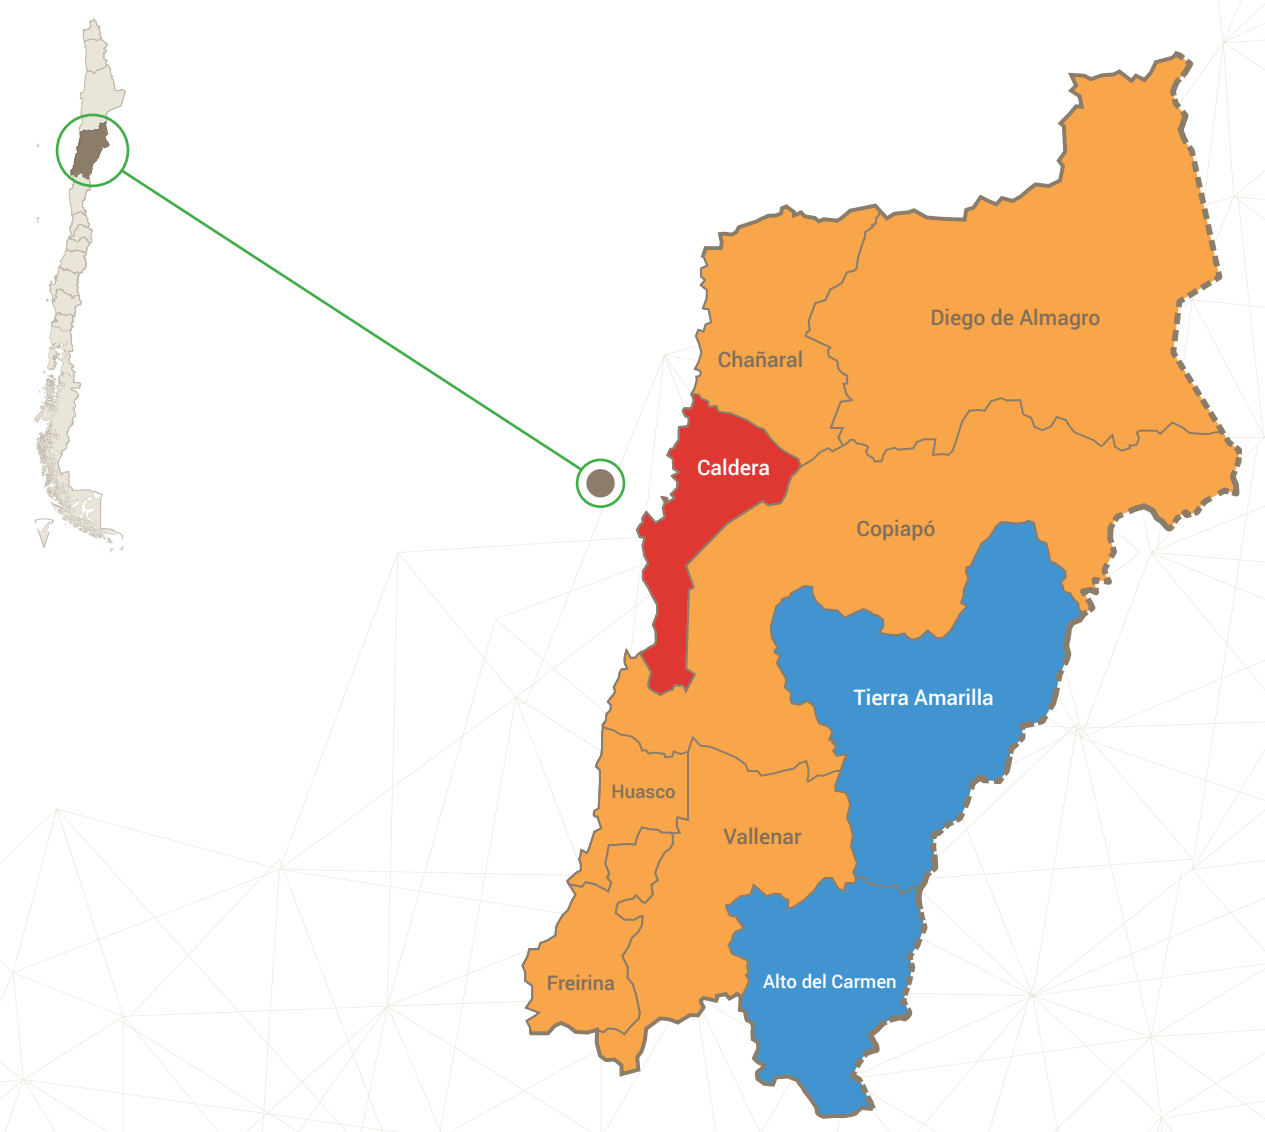 Diego de Almagro
Chañaral
Caldera
Copiapó
Tierra Amarilla
Huasco
Vallenar
Freirina
Alto del Carmen